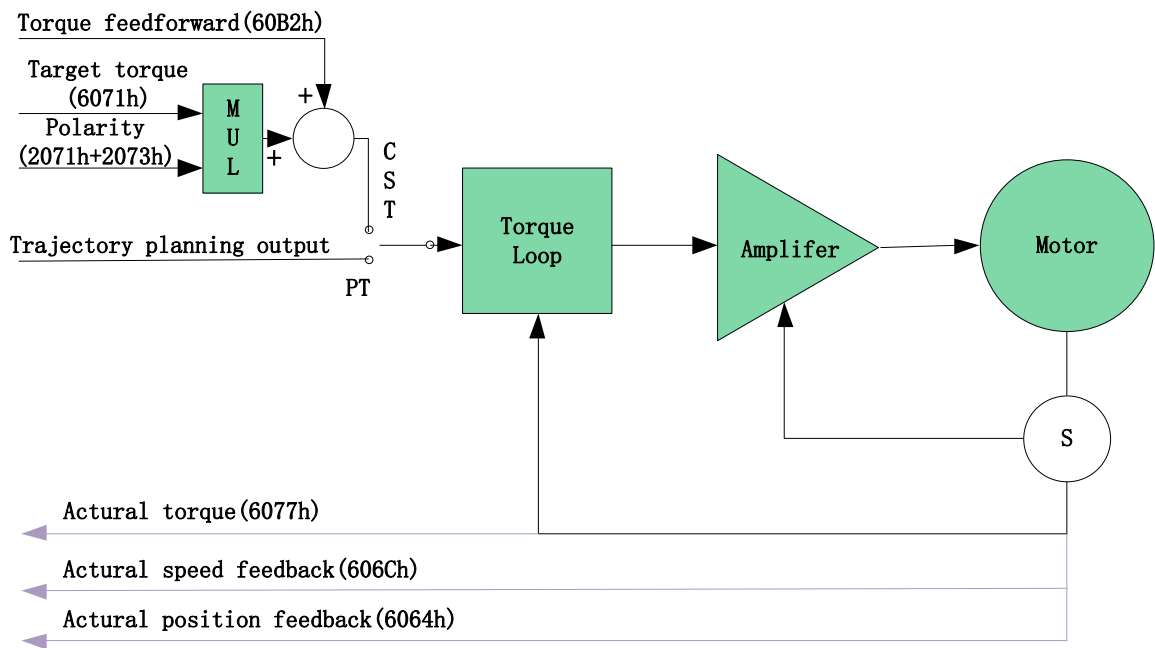 Torque feedforward(60B2h)
Target torque
(6071h)
Polarity
(2071h+2073h)
M
U
L
+
+
C
S
T
Trajectory planning output
PT
Torque
Loop
Amplifer
Motor
S
Actural torque(6077h)
Actural speed feedback(606Ch)
Actural position feedback(6064h)